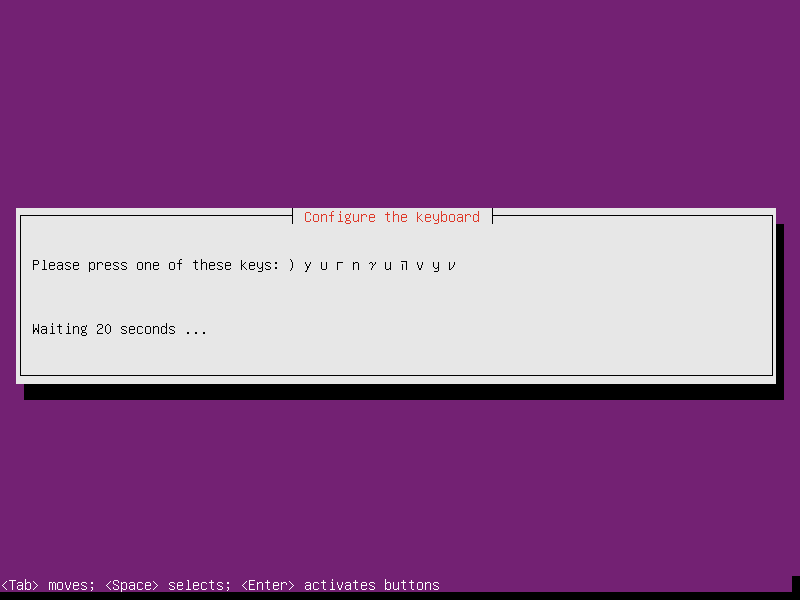 Configure the keyboard
Please press one of these keys: ) y u г n γ u ח v y ν
Waiting 20 seconds ...
<Tab> moves; <Space> selects; <Enter> activates buttons